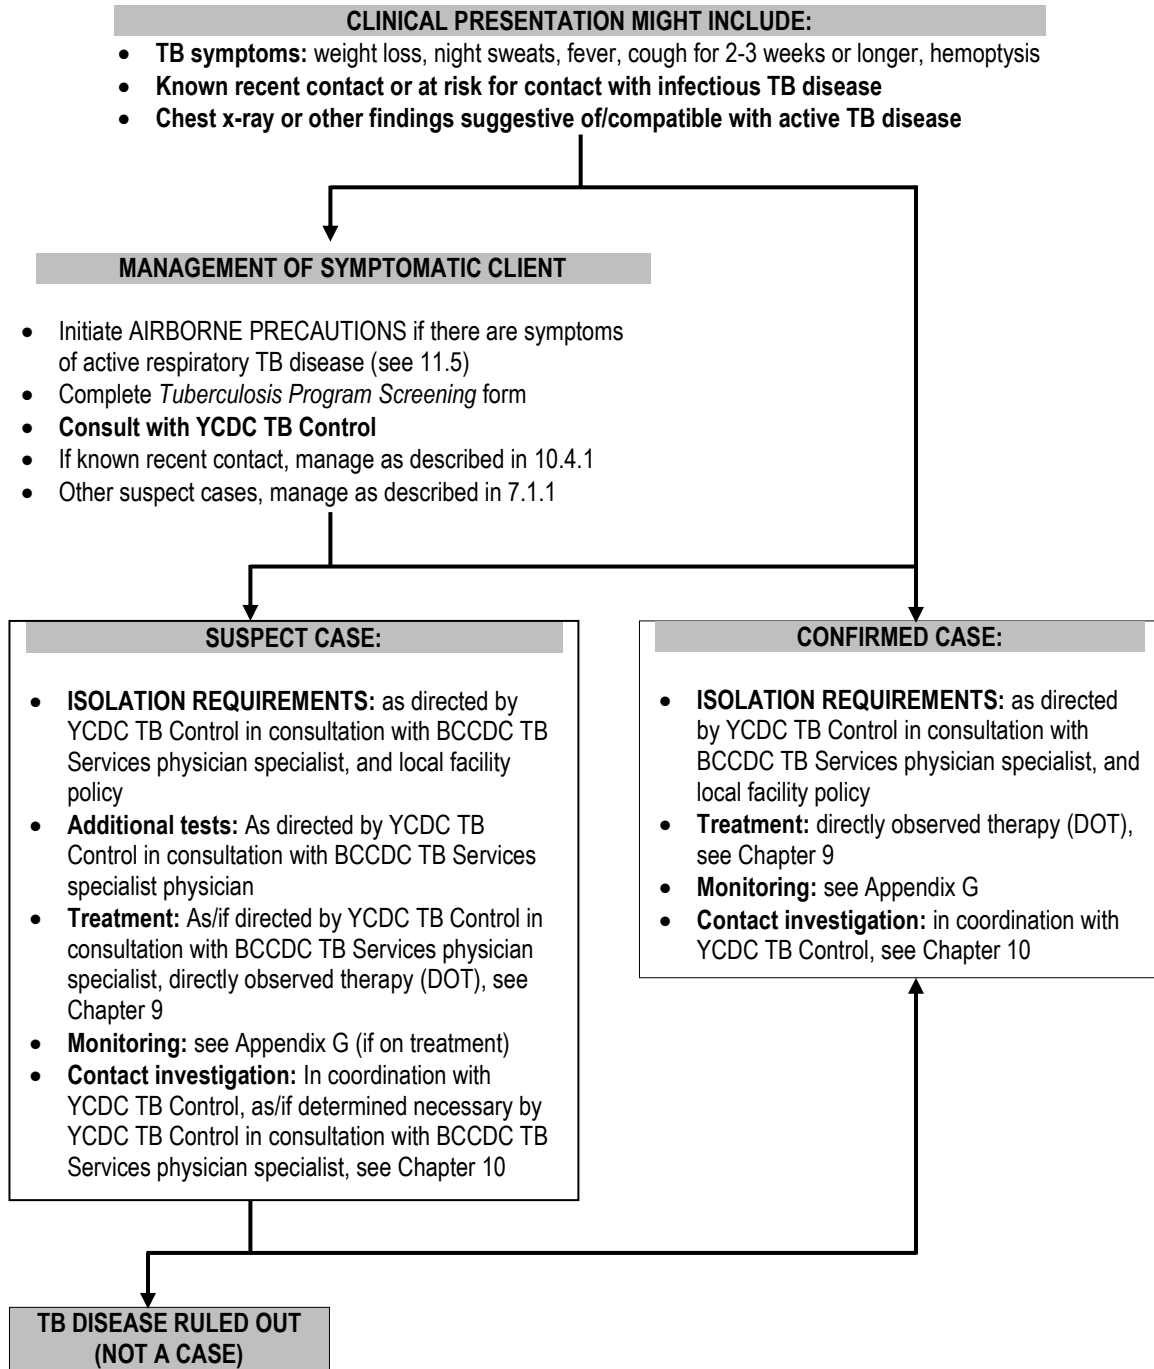 CLINICAL PRESENTATION MIGHT INCLUDE:
• TB symptoms: weight loss, night sweats, fever, cough for 2-3 weeks or longer, hemoptysis
• Known recent contact or at risk for contact with infectious TB disease
• Chest x-ray or other findings suggestive of/compatible with active TB disease
MANAGEMENT OF SYMPTOMATIC CLIENT
• Initiate AIRBORNE PRECAUTIONS if there are symptoms
of active respiratory TB disease (see 11.5)
• Complete Tuberculosis Program Screening form
• Consult with YCDC TB Control
• If known recent contact, manage as described in 10.4.1
• Other suspect cases, manage as described in 7.1.1
SUSPECT CASE:
• ISOLATION REQUIREMENTS: as directed by
YCDC TB Control in consultation with BCCDC TB
Services physician specialist, and local facility
policy
• Additional tests: As directed by YCDC TB
Control in consultation with BCCDC TB Services
specialist physician
• Treatment: As/if directed by YCDC TB Control in
consultation with BCCDC TB Services physician
specialist, directly observed therapy (DOT), see
Chapter 9
• Monitoring: see Appendix G (if on treatment)
• Contact investigation: In coordination with
YCDC TB Control, as/if determined necessary by
YCDC TB Control in consultation with BCCDC TB
Services physician specialist, see Chapter 10
CONFIRMED CASE:
• ISOLATION REQUIREMENTS: as directed
by YCDC TB Control in consultation with
BCCDC TB Services physician specialist, and
local facility policy
• Treatment: directly observed therapy (DOT),
see Chapter 9
• Monitoring: see Appendix G
• Contact investigation: in coordination with
YCDC TB Control, see Chapter 10
TB DISEASE RULED OUT
(NOT A CASE)